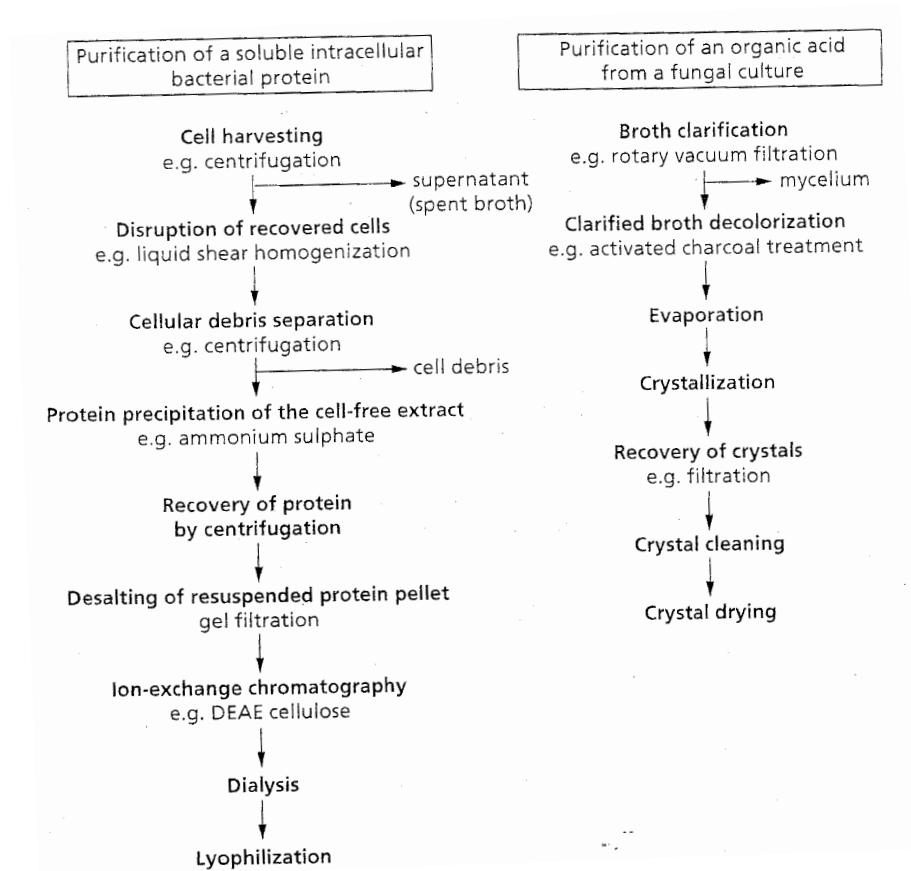 Purification of a soluble intracellular
bacterial protein
Cell harvesting
e.g. centrifugation
supernatant
(spent broth)
Disruption of recovered cells
e.g. liquid shear homogenization
Cellular debris separation
e.g. centrifugation
cell debris
Protein precipitation of the cell-free extract
e.g. ammonium sulphate
Recovery of protein
by centrifugation
Desalting of resuspended protein pellet
gel filtration
Ion-exchange chromatography
e.g. DEAE cellulose
Dialysis
Lyophilization
Purification of an organic acid
from a fungal culture
Broth clarification
e.g. rotary vacuum filtration
mycelium
Clarified broth decolorization
e.g. activated charcoal treatment
Evaporation
Crystallization
Recovery of crystals
e.g. filtration
Crystal cleaning
Crystal drying